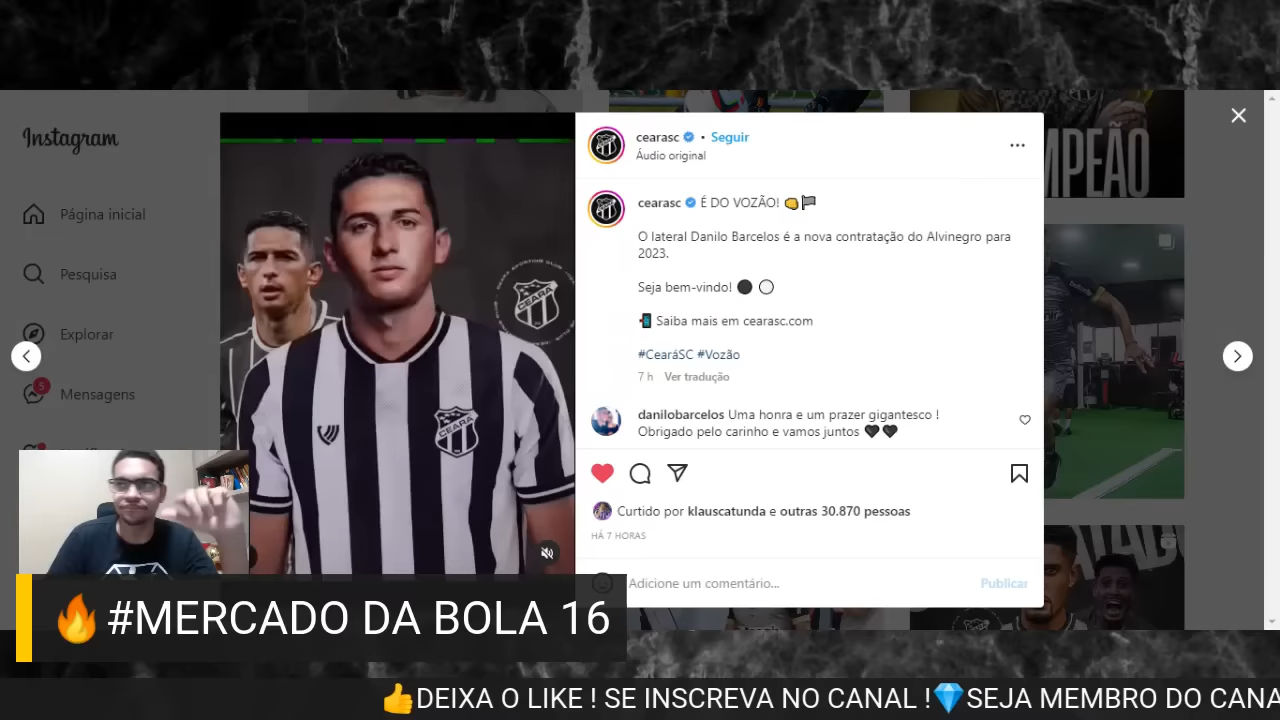 Instagram
Página inicial
Pesquisa
Explorar
5
Mensagens
CEARÁ
CEARÁ
cearasc • Seguir
Áudio original
cearasc É DO VOZÃO! 👊🏴
O lateral Danilo Barcelos é a nova contratação do Alvinegro para
2023.
Seja bem-vindo! ⚫ ⚪
📲 Saiba mais em cearasc.com
#CearáSC #Vozão
7 h Ver tradução
danilobarcelos Uma honra e um prazer gigantesco !
Obrigado pelo carinho e vamos juntos 🖤🖤
Curtido por klauscatunda e outras 30.870 pessoas
HÁ 7 HORAS
Adicione um comentário...
Publicar
MPEÃO
🔥#MERCADO DA BOLA 16
👍DEIXA O LIKE ! SE INSCREVA NO CANAL !💎SEJA MEMBRO DO CANA